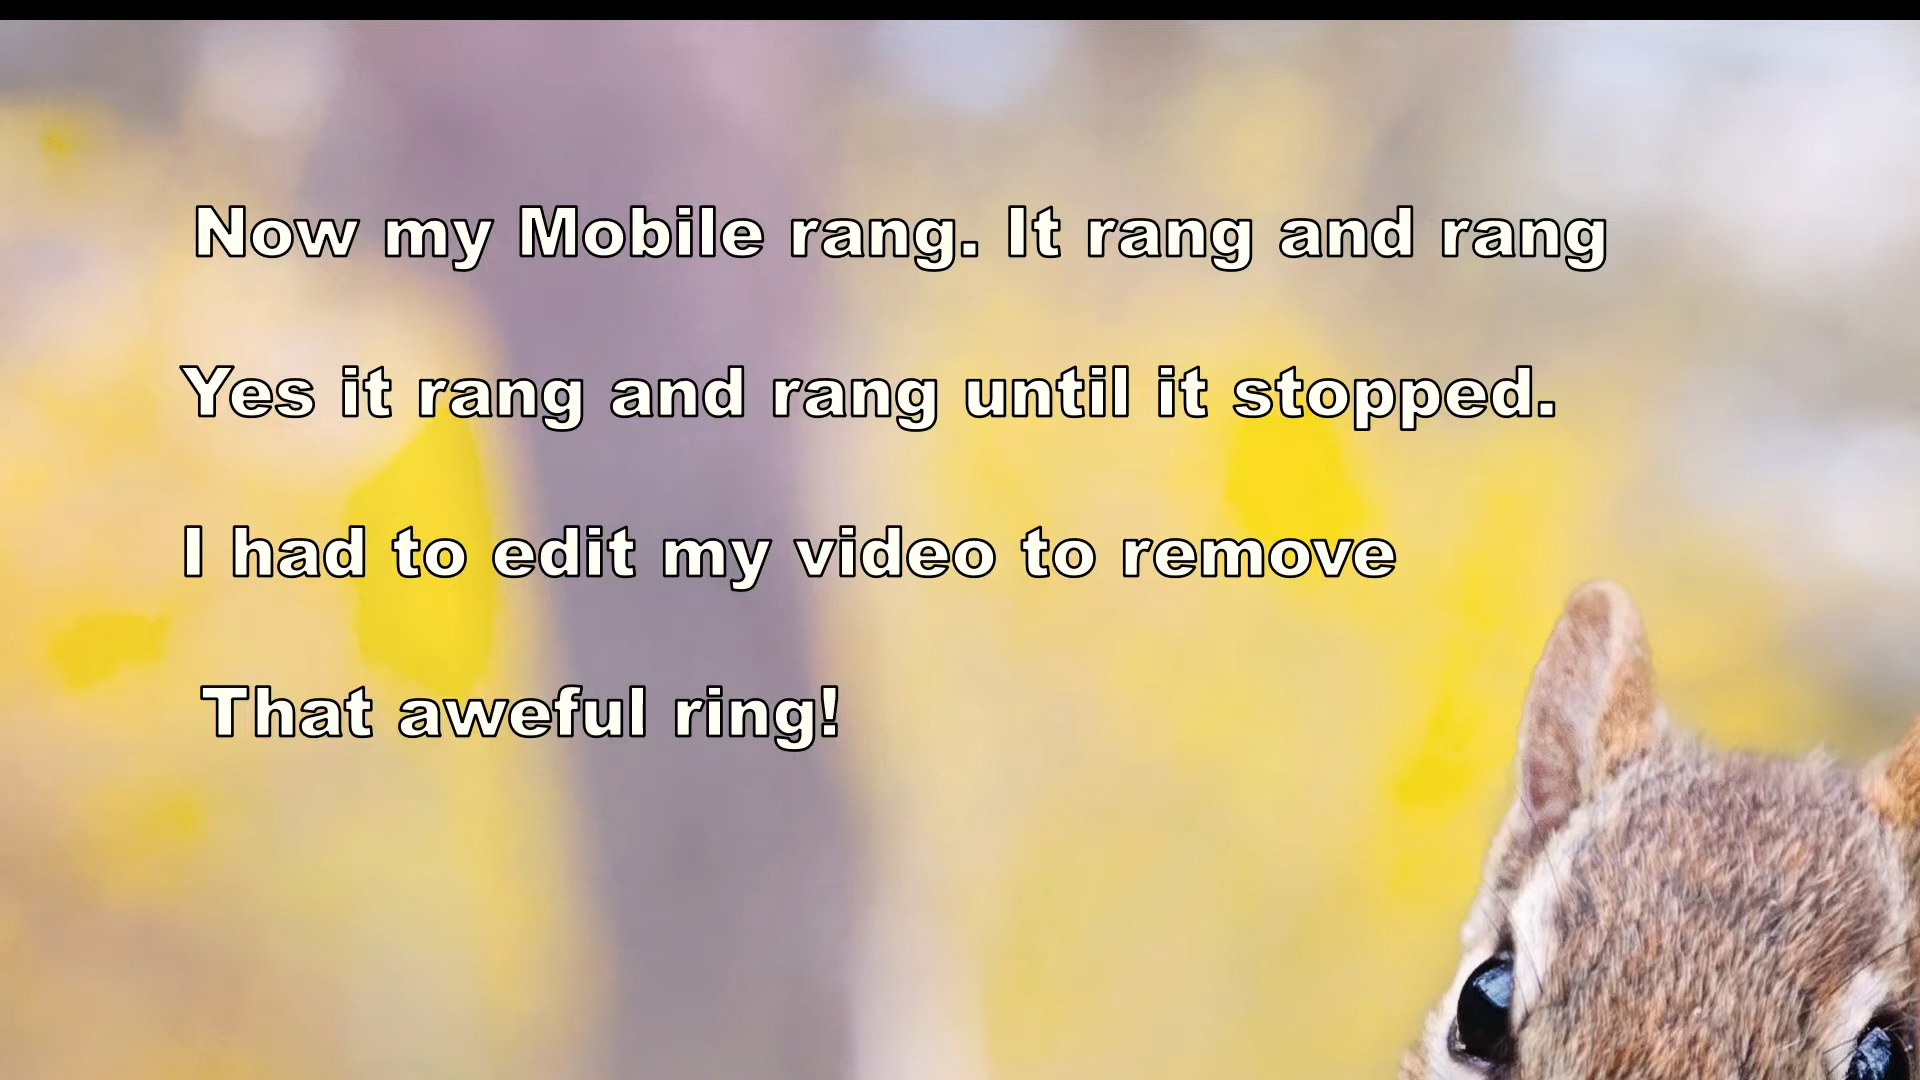 Now my Mobile rang. It rang and rang
Yes it rang and rang until it stopped.
I had to edit my video to remove
That aweful ring!